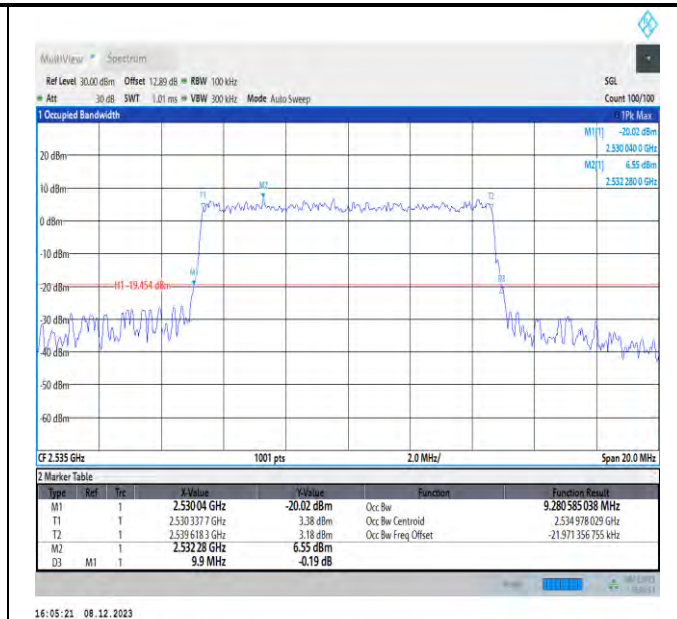 MultiView Spectrum
Ref Level 30.00 dBm Offset 12.89 dB RBW 100 kHz SGL
Att 30 dB SWT 1.01 ms VBW 300 kHz Mode Auto Sweep Count 100/100
1 Occupied Bandwidth 1Pk Max
M1[1] -20.02 dBm
2.530 040 0 GHz
M2[1] 6.55 dBm
2.532 280 0 GHz
20 dBm
10 dBm
M2
T1 T2
0 dBm
-10 dBm
M1 D3
-20 dBm H1 -19.454 dBm
-30 dBm
-40 dBm
-50 dBm
-60 dBm
CF 2.535 GHz 1001 pts 2.0 MHz/ Span 20.0 MHz
2 Marker Table
Type Ref Trc X-Value Y-Value Function Function Result
M1 1 2.53004 GHz -20.02 dBm Occ Bw 9.280 585 038 MHz
T1 1 2.530 337 7 GHz 3.38 dBm Occ Bw Centroid 2.534 978 029 GHz
T2 1 2.539 618 3 GHz 3.18 dBm Occ Bw Freq Offset -21.971 356 755 kHz
M2 1 2.532 28 GHz 6.55 dBm
D3 M1 1 9.9 MHz -0.19 dB
16:05:21 08.12.2023